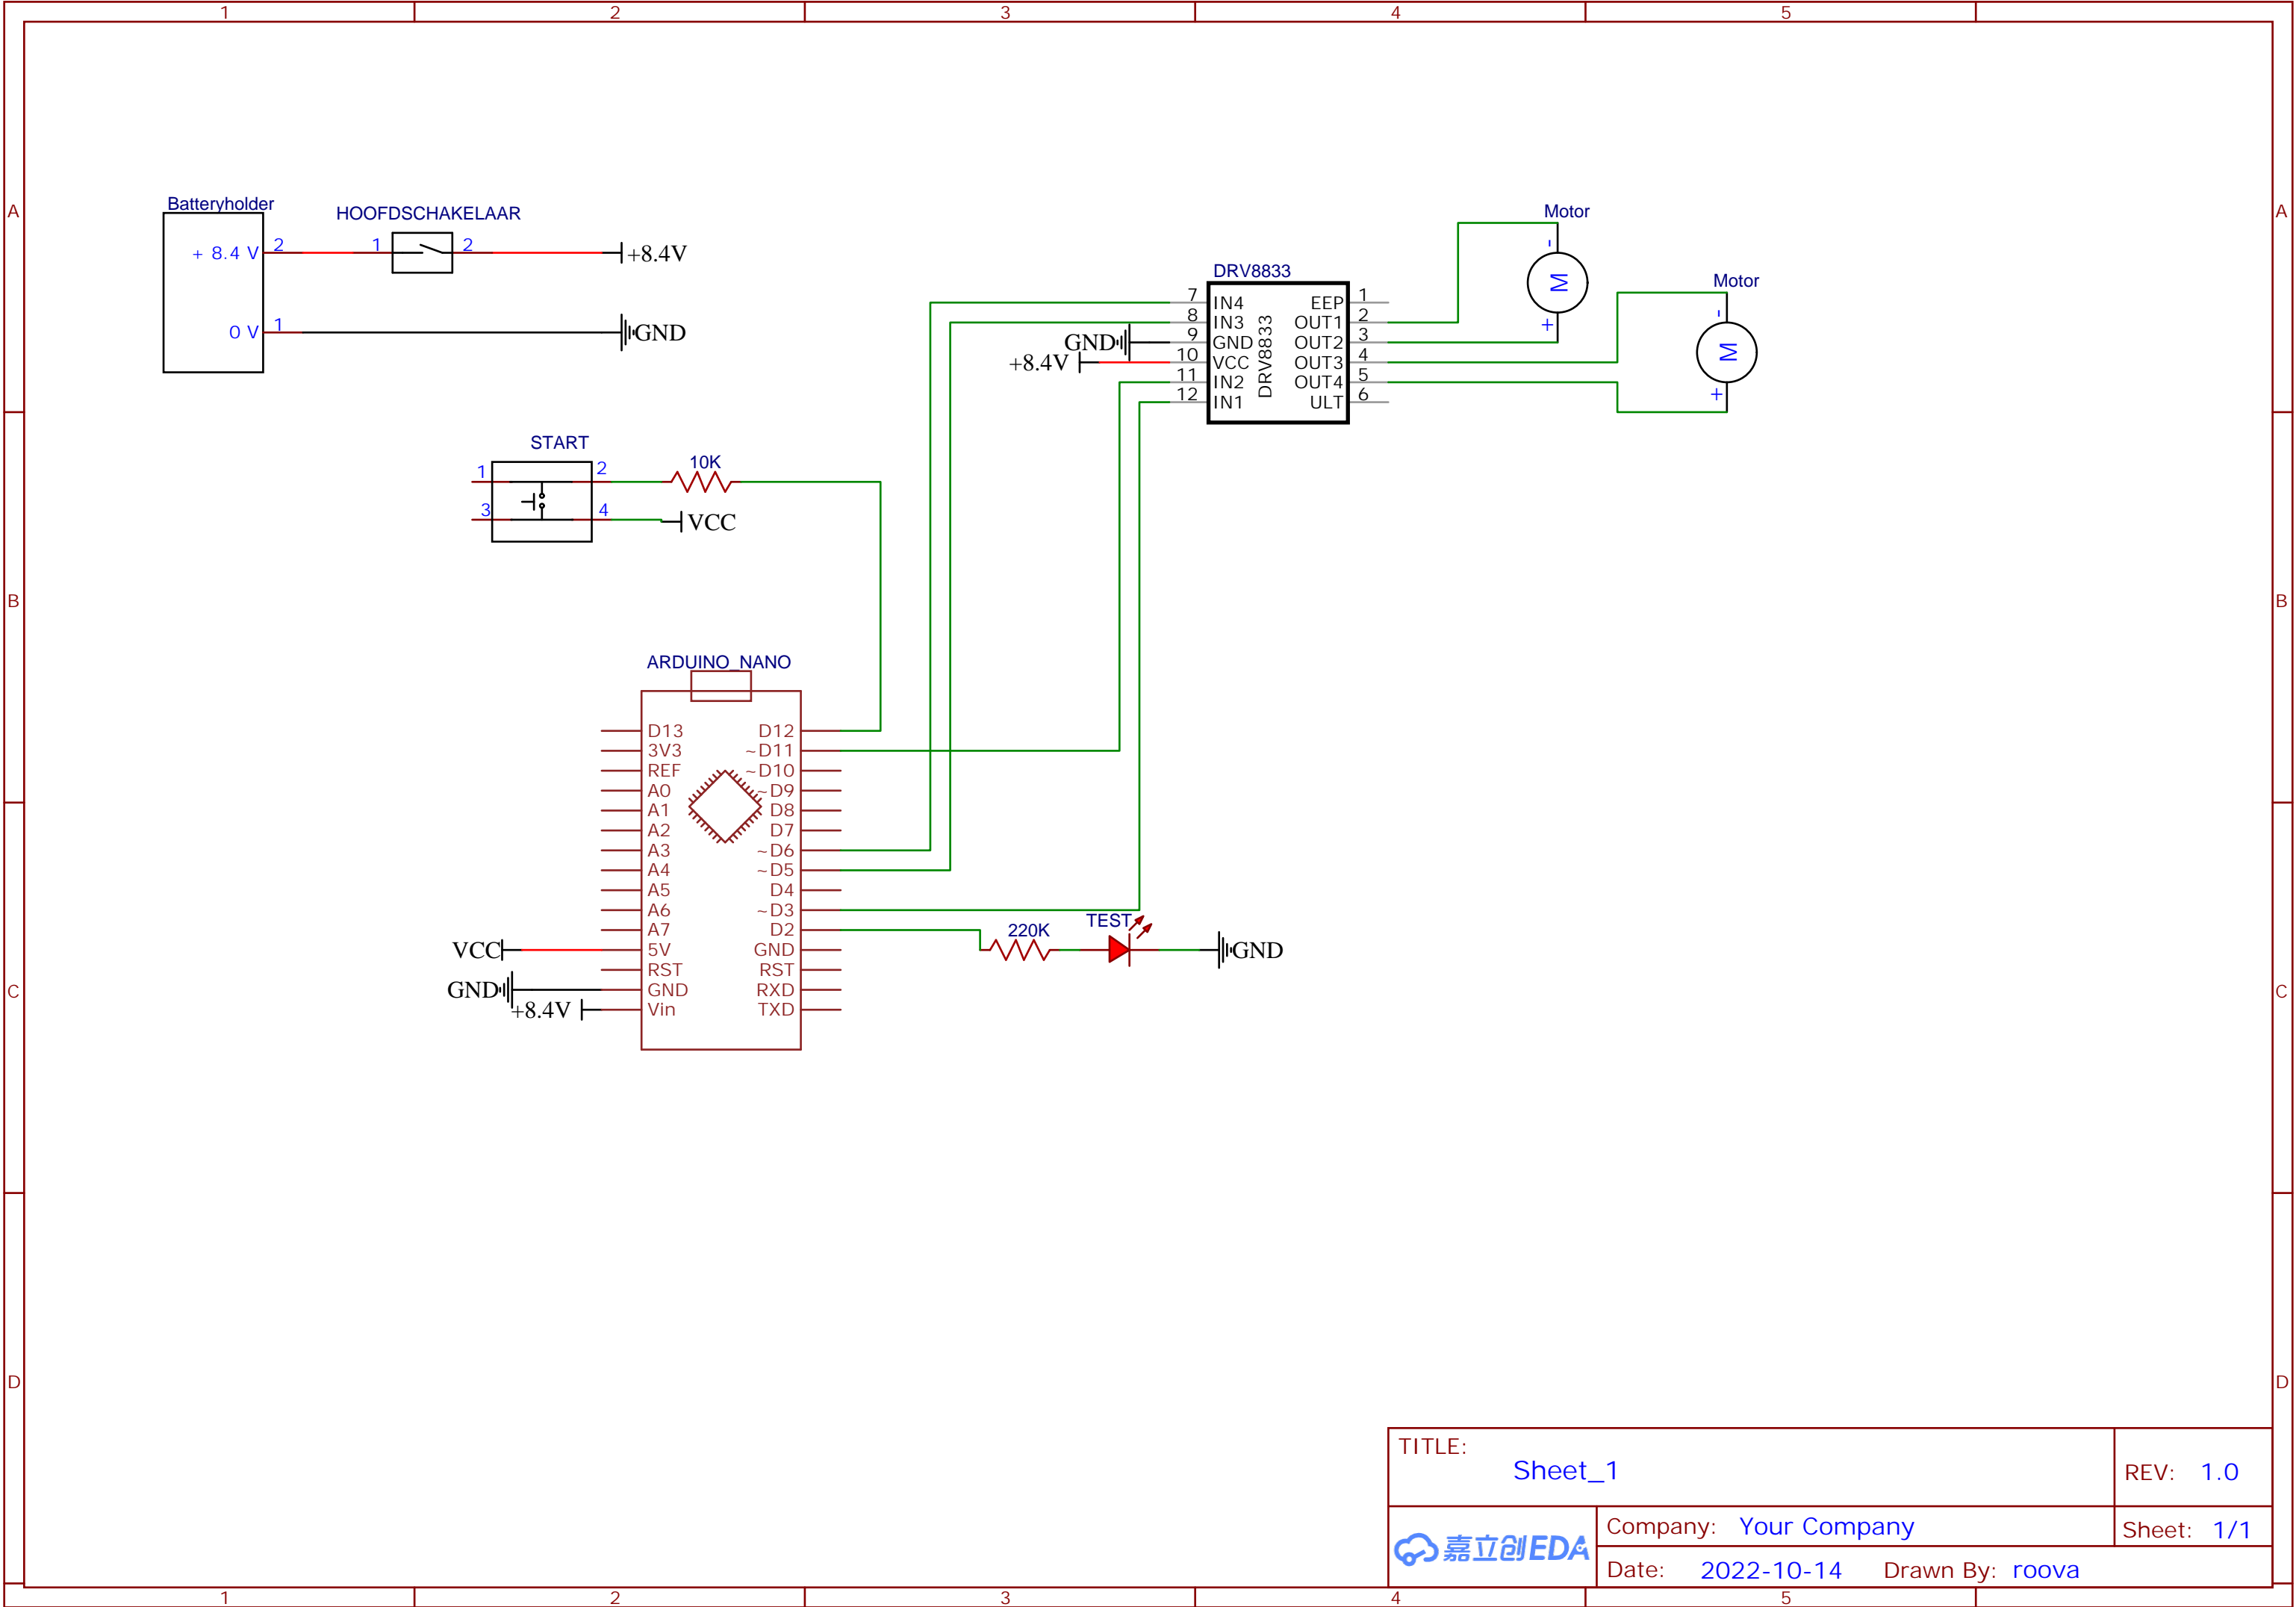 1 2 3 4 5
A A
B B
C C
D D
1 2 3 4 5
Batteryholder
+ 8.4 V 2
0 V 1
HOOFDSCHAKELAAR
1 2
+8.4V
GND
START
1 2
3 4
10K
VCC
DRV8833
7 IN4
8 IN3
GND 9 GND
+8.4V 10 VCC
11 IN2
12 IN1
DRV8833
EEP 1
OUT1 2
OUT2 3
OUT3 4
OUT4 5
ULT 6
Motor
-
M
+
Motor
-
M
+
ARDUINO_NANO
D13 D12
3V3 ~D11
REF ~D10
A0 ~D9
A1 D8
A2 D7
A3 ~D6
A4 ~D5
A5 D4
A6 ~D3
A7 D2
VCC 5V GND
RST RST
GND GND RXD
+8.4V Vin TXD
220K
TEST
GND
TITLE:
Sheet_1
REV: 1.0
嘉立创EDA
Company: Your Company
Sheet: 1/1
Date: 2022-10-14 Drawn By: roova